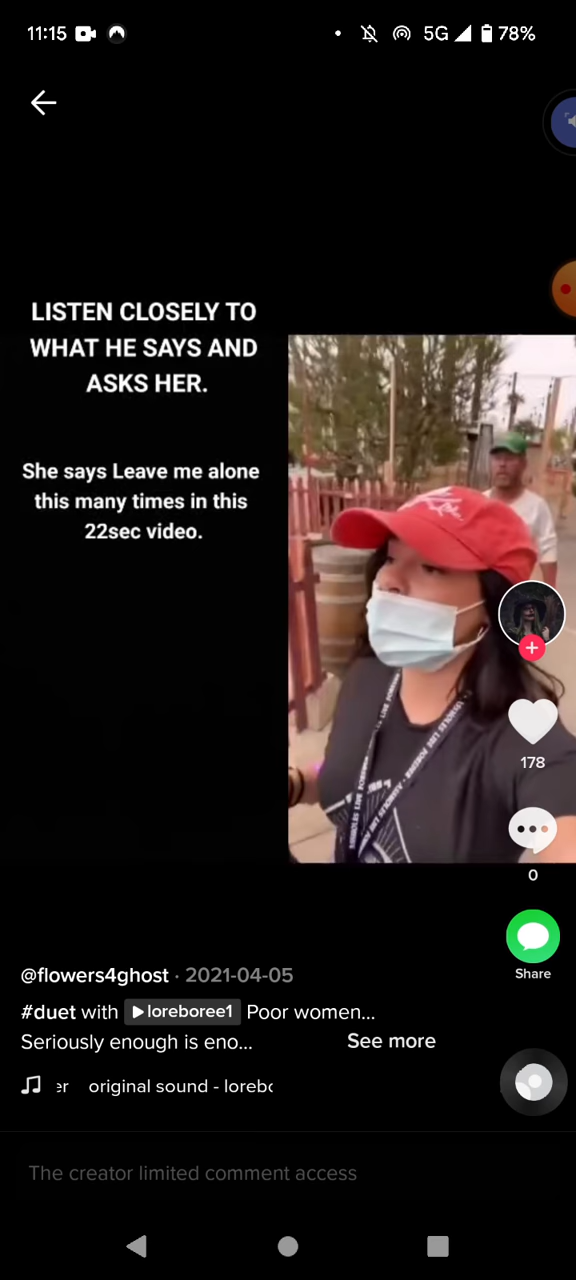 11:15
5G
78%
LISTEN CLOSELY TO
WHAT HE SAYS AND
ASKS HER.
She says Leave me alone
this many times in this
22sec video.
178
0
Share
@flowers4ghost · 2021-04-05
#duet with loreboree1 Poor women...
Seriously enough is eno... See more
er original sound - lorebo
The creator limited comment access